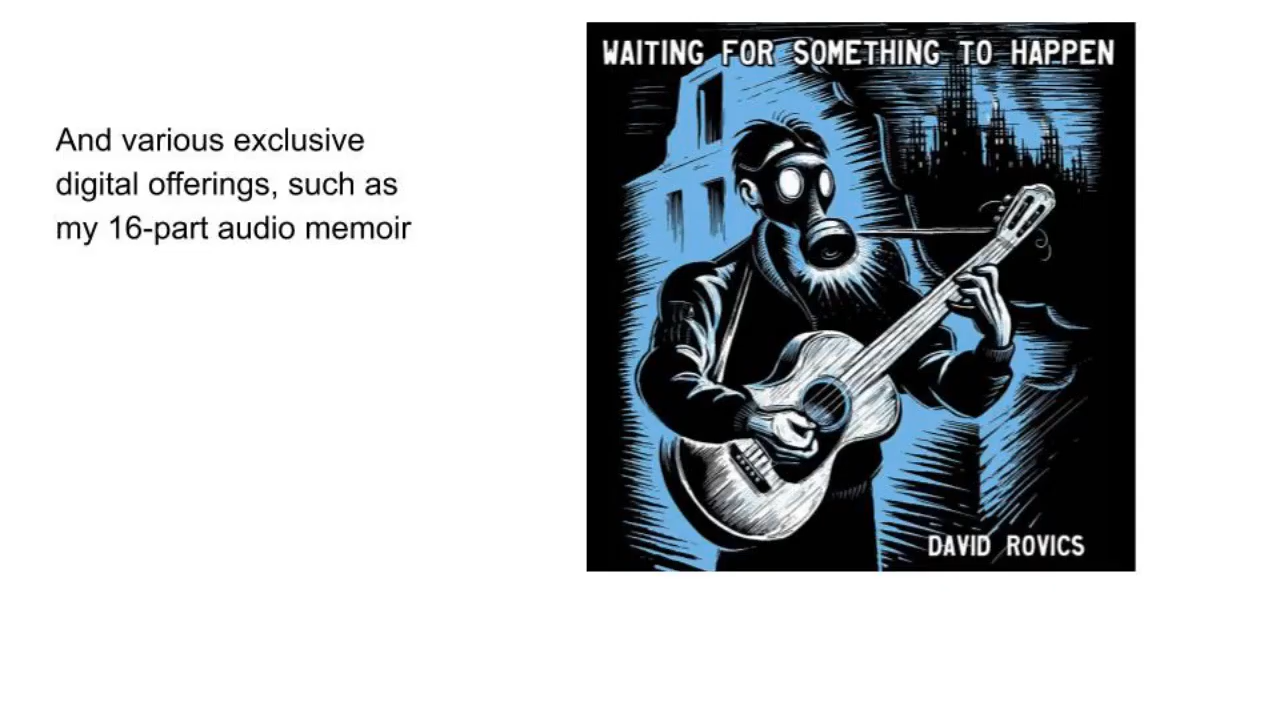 And various exclusive
digital offerings, such as
my 16-part audio memoir
WAITING FOR SOMETHING TO HAPPEN
DAVID ROVICS